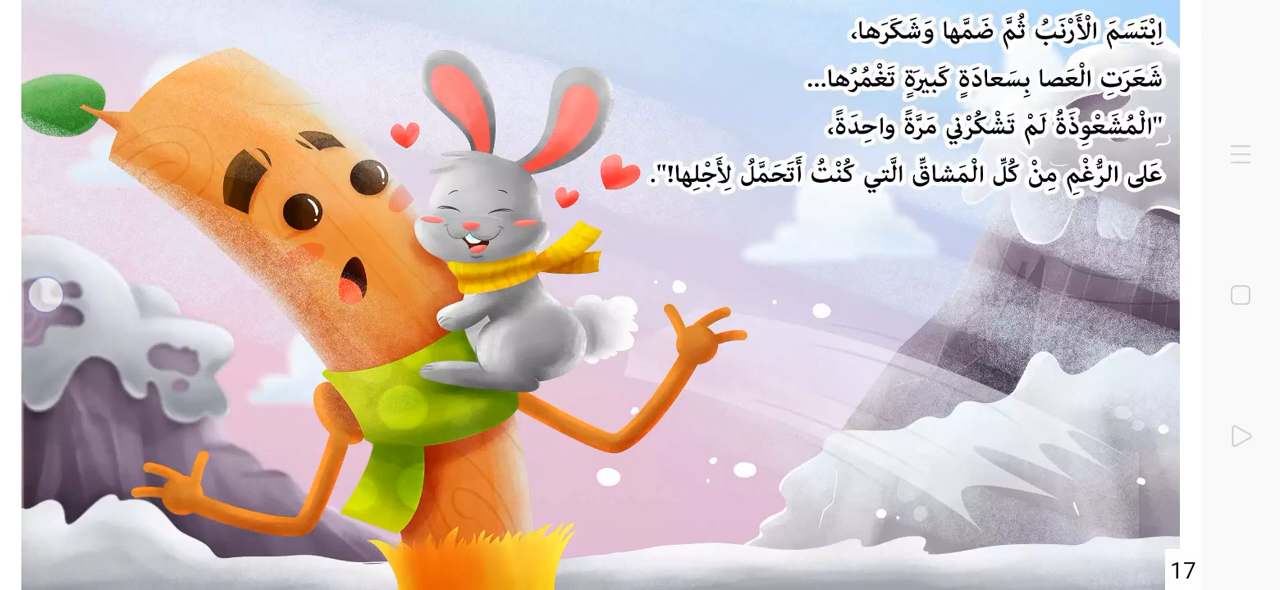 اِبْتَسَمَ الْأَرْنَبُ ثُمَّ ضَمَّها وَشَكَرَها،
شَعَرَتِ الْعَصا بِسَعادَةٍ كَبيرَةٍ تَغْمُرُها...
"الْمُشَعْوِذَةُ لَمْ تَشْكُرْني مَرَّةً واحِدَةً،
عَلى الرُّغْمِ مِنْ كُلِّ الْمَشاقِّ الَّتي كُنْتُ أَتَحَمَّلُ لِأَجْلِها!".
17